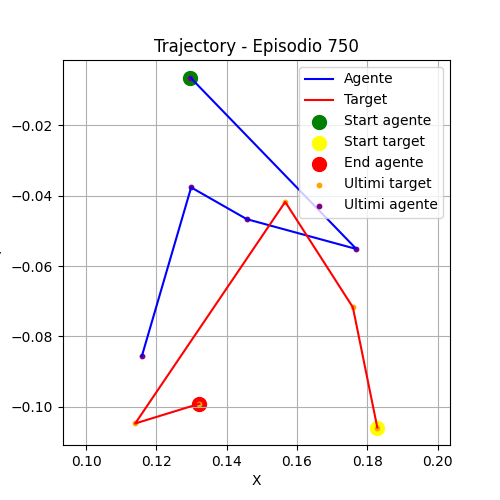 Trajectory - Episodio 750
Agente
Target
Start agente
Start target
End agente
Ultimi target
Ultimi agente
−0.02
−0.04
−0.06
−0.08
−0.10
0.10 0.12 0.14 0.16 0.18 0.20
X